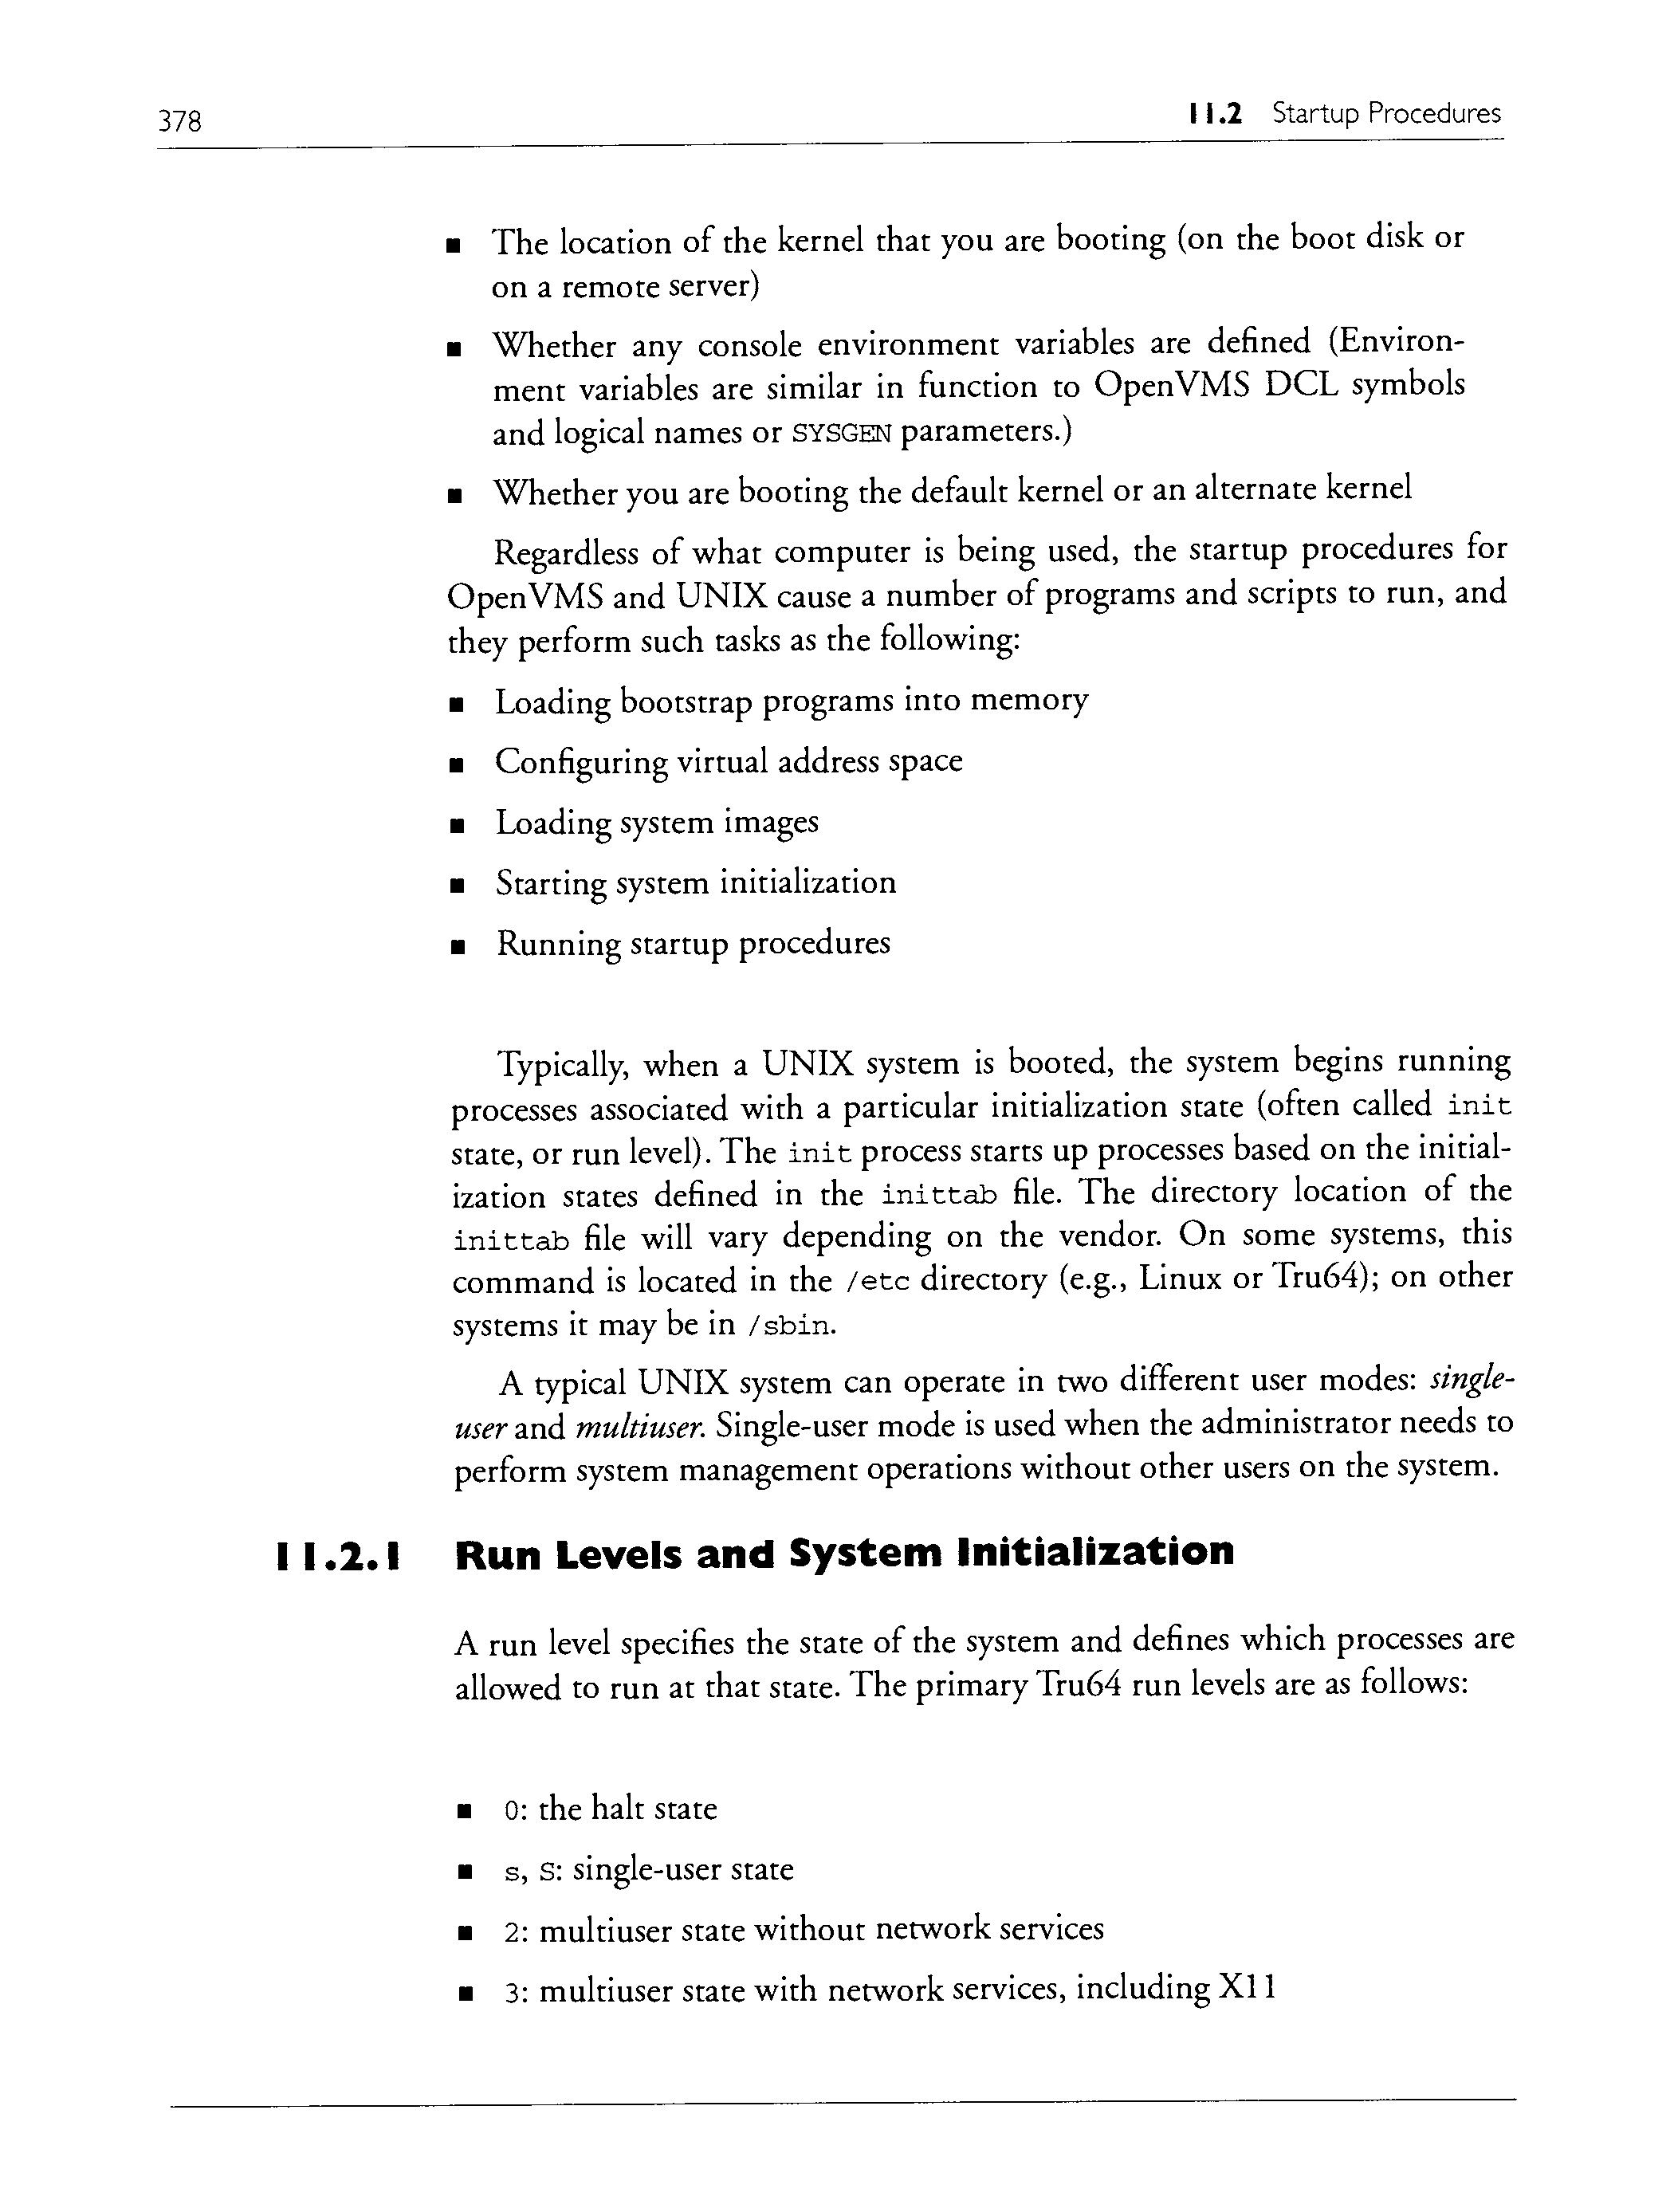 378
11.2 Startup Procedures
■ The location of the kernel that you are booting (on the boot disk or
on a remote server)
■ Whether any console environment variables are defined (Environ-
ment variables are similar in function to OpenVMS DCL symbols
and logical names or SYSGEN parameters.)
■ Whether you are booting the default kernel or an alternate kernel
Regardless of what computer is being used, the startup procedures for
OpenVMS and UNIX cause a number of programs and scripts to run, and
they perform such tasks as the following:
■ Loading bootstrap programs into memory
■ Configuring virtual address space
■ Loading system images
■ Starting system initialization
■ Running startup procedures
Typically, when a UNIX system is booted, the system begins running
processes associated with a particular initialization state (often called init
state, or run level). The init process starts up processes based on the initial-
ization states defined in the inittab file. The directory location of the
inittab file will vary depending on the vendor. On some systems, this
command is located in the /etc directory (e.g., Linux or Tru64); on other
systems it may be in /sbin.
A typical UNIX system can operate in two different user modes: single-
user and multiuser. Single-user mode is used when the administrator needs to
perform system management operations without other users on the system.
11.2.1 Run Levels and System Initialization
A run level specifies the state of the system and defines which processes are
allowed to run at that state. The primary Tru64 run levels are as follows:
■ 0: the halt state
■ s, S: single-user state
■ 2: multiuser state without network services
■ 3: multiuser state with network services, including X11